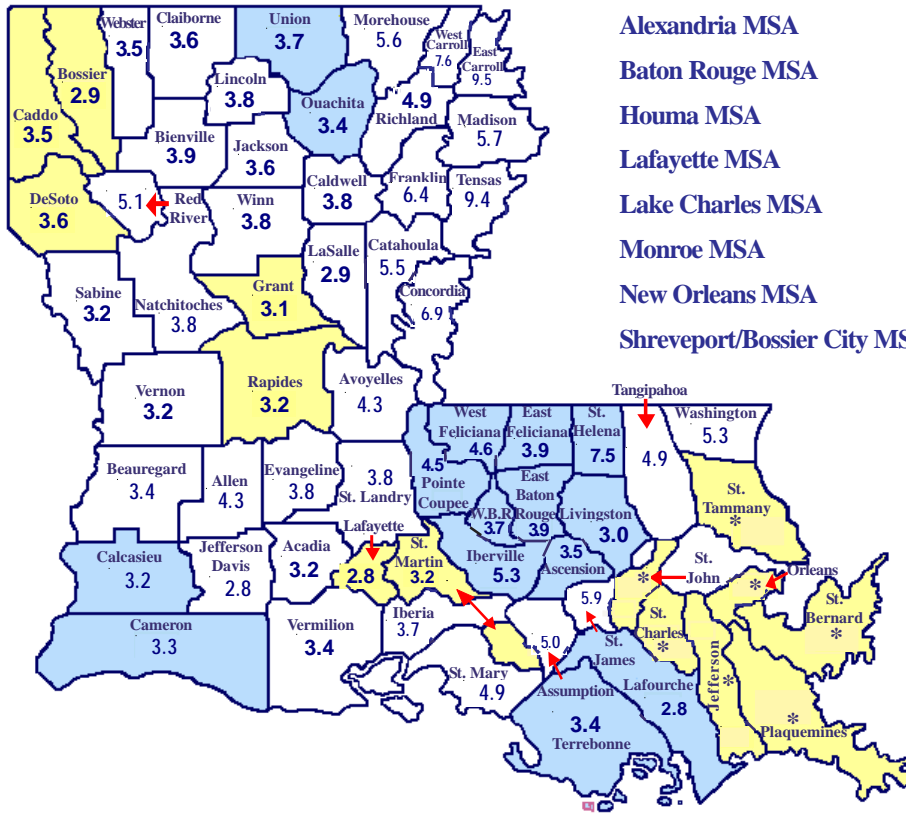 Alexandria MSA
Baton Rouge MSA
Houma MSA
Lafayette MSA
Lake Charles MSA
Monroe MSA
New Orleans MSA
Shreveport/Bossier City MS
Webster
3.5
Claiborne
3.6
Union
3.7
Morehouse
5.6
West
Carroll
7.6
East
Carroll
9.5
Bossier
2.9
Caddo
3.5
Lincoln
3.8
Ouachita
3.4
4.9
Richland
Madison
5.7
Bienville
3.9
Jackson
3.6
DeSoto
3.6
5.1
Red
River
Winn
3.8
Caldwell
3.8
Franklin
6.4
Tensas
9.4
LaSalle
2.9
Catahoula
5.5
Concordia
6.9
Sabine
3.2
Natchitoches
3.8
Grant
3.1
Vernon
3.2
Rapides
3.2
Avoyelles
4.3
Tangipahoa
4.9
Washington
5.3
West
Feliciana
4.6
East
Feliciana
3.9
St.
Helena
7.5
4.5
Pointe
Coupee
East
Baton
Rouge
3.9
W.B.R.
3.7
Livingston
3.0
St.
Tammany
*
Beauregard
3.4
Allen
4.3
Evangeline
3.8
3.8
St. Landry
Lafayette
2.8
St.
Martin
3.2
Iberville
5.3
3.5
Ascension
Calcasieu
3.2
Jefferson
Davis
2.8
Acadia
3.2
*
St.
John
Orleans
*
St.
Bernard
*
Cameron
3.3
Vermilion
3.4
Iberia
3.7
5.9
St.
James
St.
Charles
*
Jefferson
*
5.0
Assumption
St. Mary
4.9
Lafourche
2.8
3.4
Terrebonne
*
Plaquemines